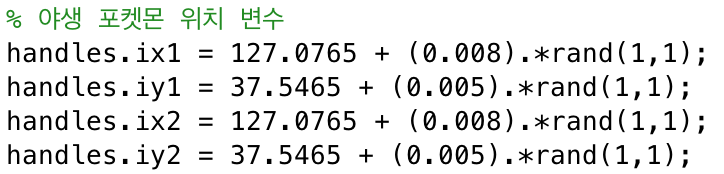 % 야생 포켓몬 위치 변수
handles.ix1 = 127.0765 + (0.008).*rand(1,1);
handles.iy1 = 37.5465 + (0.005).*rand(1,1);
handles.ix2 = 127.0765 + (0.008).*rand(1,1);
handles.iy2 = 37.5465 + (0.005).*rand(1,1);